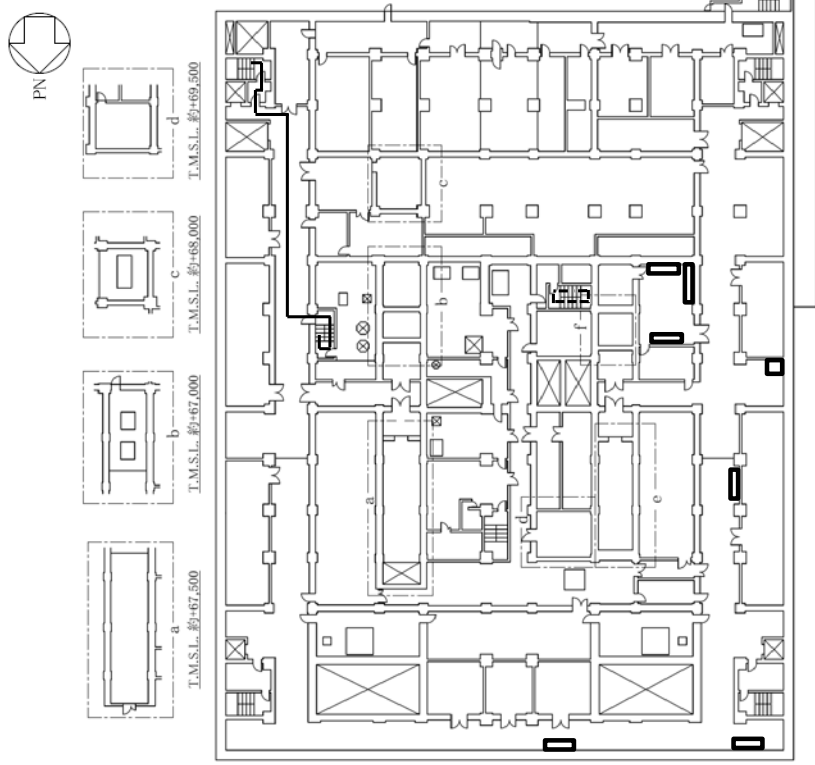 PN
T.M.S.L. 約+69,500
d
T.M.S.L. 約+68,000
c
T.M.S.L. 約+67,000
b
T.M.S.L. 約+67,500
a
c
b
f
a
d
e